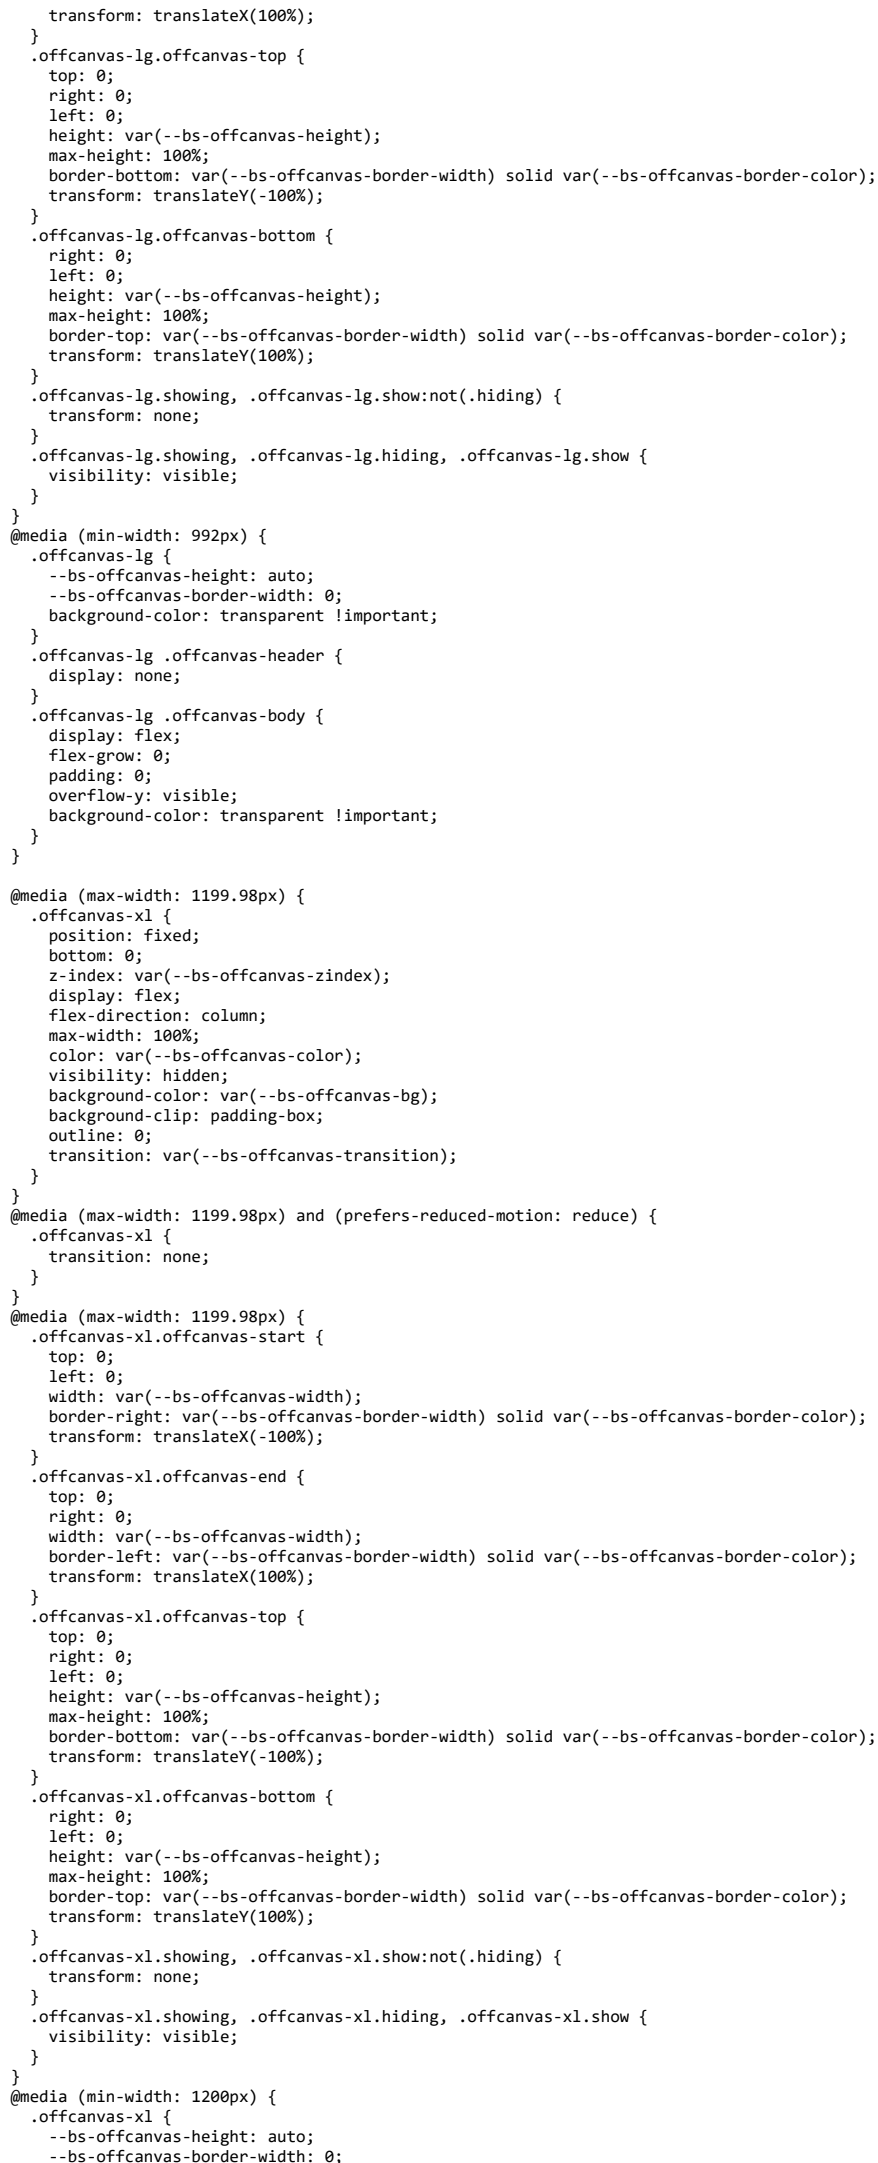 transform: translateX(100%);
  }
  .offcanvas-lg.offcanvas-top {
    top: 0;
    right: 0;
    left: 0;
    height: var(--bs-offcanvas-height);
    max-height: 100%;
    border-bottom: var(--bs-offcanvas-border-width) solid var(--bs-offcanvas-border-color);
    transform: translateY(-100%);
  }
  .offcanvas-lg.offcanvas-bottom {
    right: 0;
    left: 0;
    height: var(--bs-offcanvas-height);
    max-height: 100%;
    border-top: var(--bs-offcanvas-border-width) solid var(--bs-offcanvas-border-color);
    transform: translateY(100%);
  }
  .offcanvas-lg.showing, .offcanvas-lg.show:not(.hiding) {
    transform: none;
  }
  .offcanvas-lg.showing, .offcanvas-lg.hiding, .offcanvas-lg.show {
    visibility: visible;
  }
}
@media (min-width: 992px) {
  .offcanvas-lg {
    --bs-offcanvas-height: auto;
    --bs-offcanvas-border-width: 0;
    background-color: transparent !important;
  }
  .offcanvas-lg .offcanvas-header {
    display: none;
  }
  .offcanvas-lg .offcanvas-body {
    display: flex;
    flex-grow: 0;
    padding: 0;
    overflow-y: visible;
    background-color: transparent !important;
  }
}

@media (max-width: 1199.98px) {
  .offcanvas-xl {
    position: fixed;
    bottom: 0;
    z-index: var(--bs-offcanvas-zindex);
    display: flex;
    flex-direction: column;
    max-width: 100%;
    color: var(--bs-offcanvas-color);
    visibility: hidden;
    background-color: var(--bs-offcanvas-bg);
    background-clip: padding-box;
    outline: 0;
    transition: var(--bs-offcanvas-transition);
  }
}
@media (max-width: 1199.98px) and (prefers-reduced-motion: reduce) {
  .offcanvas-xl {
    transition: none;
  }
}
@media (max-width: 1199.98px) {
  .offcanvas-xl.offcanvas-start {
    top: 0;
    left: 0;
    width: var(--bs-offcanvas-width);
    border-right: var(--bs-offcanvas-border-width) solid var(--bs-offcanvas-border-color);
    transform: translateX(-100%);
  }
  .offcanvas-xl.offcanvas-end {
    top: 0;
    right: 0;
    width: var(--bs-offcanvas-width);
    border-left: var(--bs-offcanvas-border-width) solid var(--bs-offcanvas-border-color);
    transform: translateX(100%);
  }
  .offcanvas-xl.offcanvas-top {
    top: 0;
    right: 0;
    left: 0;
    height: var(--bs-offcanvas-height);
    max-height: 100%;
    border-bottom: var(--bs-offcanvas-border-width) solid var(--bs-offcanvas-border-color);
    transform: translateY(-100%);
  }
  .offcanvas-xl.offcanvas-bottom {
    right: 0;
    left: 0;
    height: var(--bs-offcanvas-height);
    max-height: 100%;
    border-top: var(--bs-offcanvas-border-width) solid var(--bs-offcanvas-border-color);
    transform: translateY(100%);
  }
  .offcanvas-xl.showing, .offcanvas-xl.show:not(.hiding) {
    transform: none;
  }
  .offcanvas-xl.showing, .offcanvas-xl.hiding, .offcanvas-xl.show {
    visibility: visible;
  }
}
@media (min-width: 1200px) {
  .offcanvas-xl {
    --bs-offcanvas-height: auto;
    --bs-offcanvas-border-width: 0;